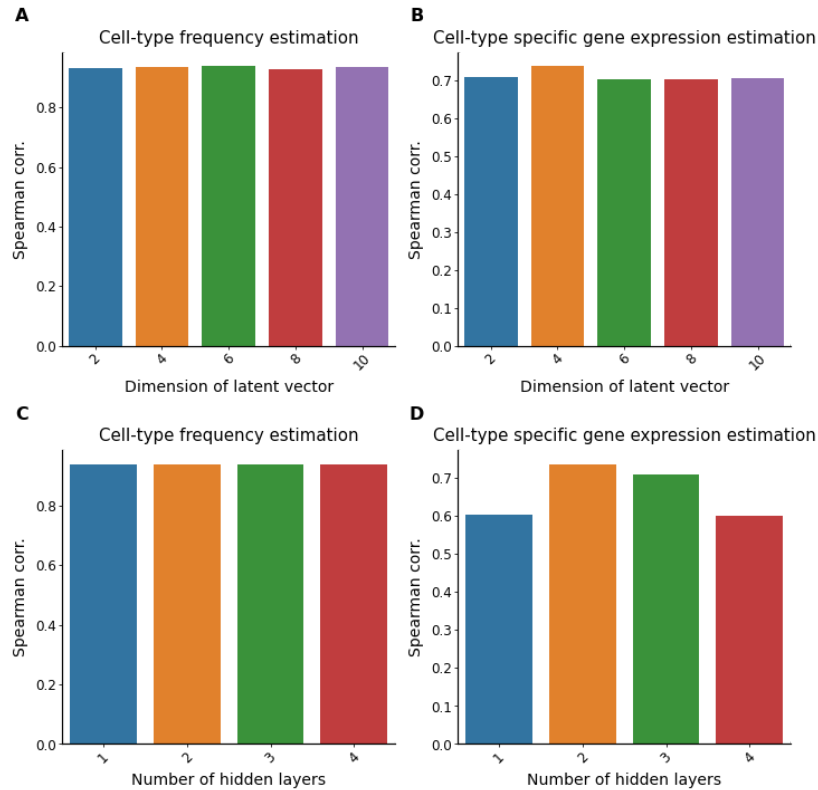 A
Cell-type frequency estimation
Spearman corr.
0.8
0.6
0.4
0.2
0.0
2 4 6 8 10
Dimension of latent vector
B
Cell-type specific gene expression estimation
Spearman corr.
0.7
0.6
0.5
0.4
0.3
0.2
0.1
0.0
2 4 6 8 10
Dimension of latent vector
C
Cell-type frequency estimation
Spearman corr.
0.8
0.6
0.4
0.2
0.0
1 2 3 4
Number of hidden layers
D
Cell-type specific gene expression estimation
Spearman corr.
0.7
0.6
0.5
0.4
0.3
0.2
0.1
0.0
1 2 3 4
Number of hidden layers